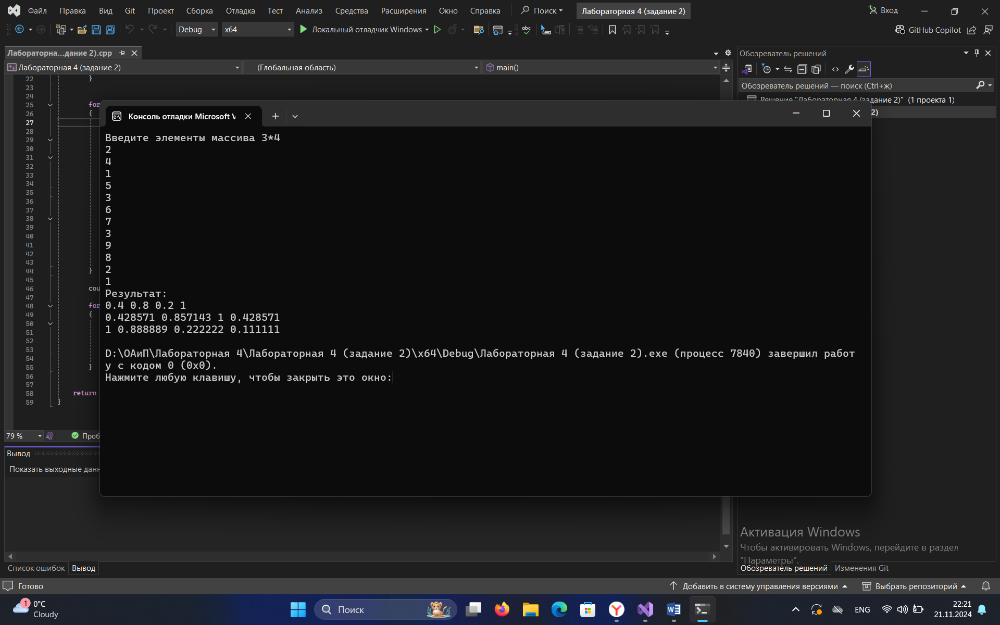 Файл Правка Вид Git Проект Сборка Отладка Тест Анализ Средства Расширения Окно Справка Поиск Лабораторная 4 (задание 2) Вход
Debug x64 Локальный отладчик Windows GitHub Copilot
Лабораторна...дание 2).cpp
Лабораторная 4 (задание 2) (Глобальная область) main()
22 }
23
24
25 for
26 {
27
28
29
30
31
32
33
34
35
36
37
38
39
40
41
42
43
44 }
45
46 cou
47
48 for
49 {
50
51
52
53
54
55 }
56
57
58 return
59 }
79 % Проб
Вывод
Показать выходные данн
Список ошибок Вывод
Консоль отладки Microsoft V
Введите элементы массива 3*4
2
4
1
5
3
6
7
3
9
8
2
1
Результат:
0.4 0.8 0.2 1
0.428571 0.857143 1 0.428571
1 0.888889 0.222222 0.111111
D:\ОАиП\Лабораторная 4\Лабораторная 4 (задание 2)\x64\Debug\Лабораторная 4 (задание 2).exe (процесс 7840) завершил работ
у с кодом 0 (0x0).
Нажмите любую клавишу, чтобы закрыть это окно:
Обозреватель решений
Обозреватель решений — поиск (Ctrl+ж)
Решение "Лабораторная 4 (задание 2)" (1 проекта 1)
2)
Активация Windows
Чтобы активировать Windows, перейдите в раздел
"Параметры".
Обозреватель решений Изменения Git
Готово Добавить в систему управления версиями Выбрать репозиторий
1 0°C
Cloudy
Поиск
ENG
22:21
21.11.2024